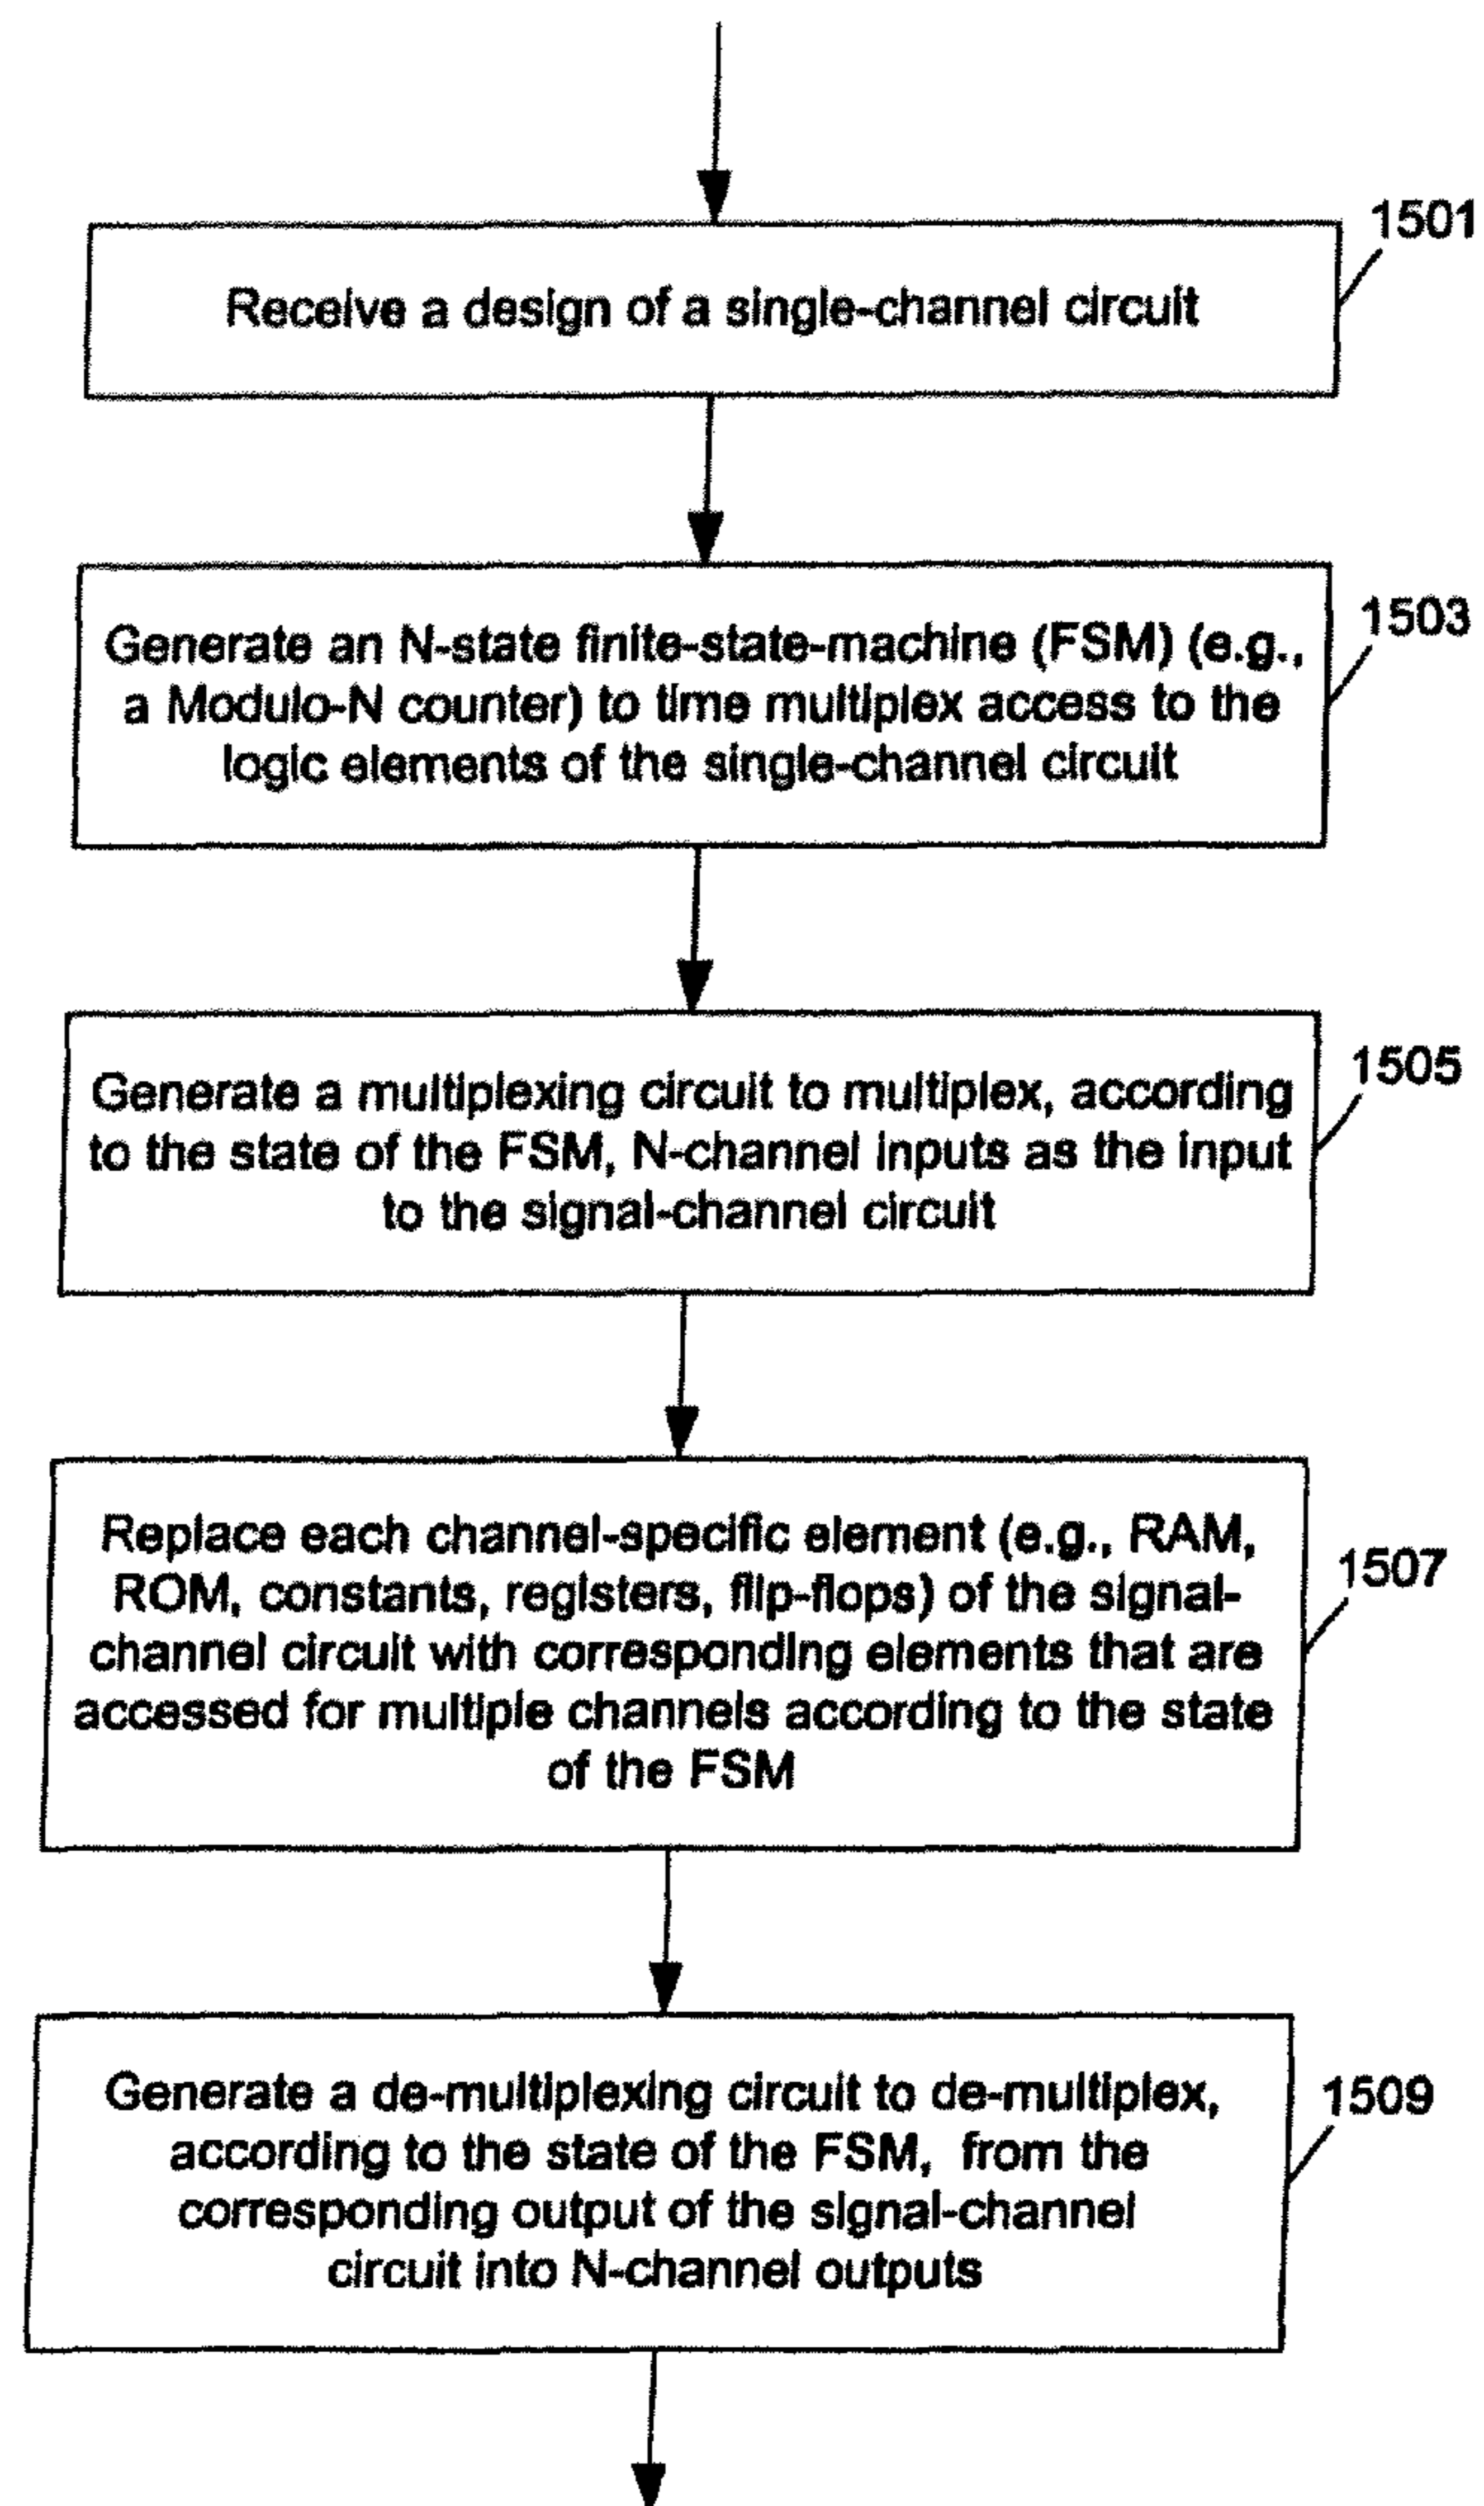 1501
Receive a design of a single-channel circuit
1503
Generate an N-state finite-state-machine (FSM) (e.g.,
a Modulo-N counter) to time multiplex access to the
logic elements of the single-channel circuit
1505
Generate a multiplexing circuit to multiplex, according
to the state of the FSM, N-channel inputs as the input
to the signal-channel circuit
1507
Replace each channel-specific element (e.g., RAM,
ROM, constants, registers, flip-flops) of the signal-
channel circuit with corresponding elements that are
accessed for multiple channels according to the state
of the FSM
1509
Generate a de-multiplexing circuit to de-multiplex,
according to the state of the FSM, from the
corresponding output of the signal-channel
circuit into N-channel outputs